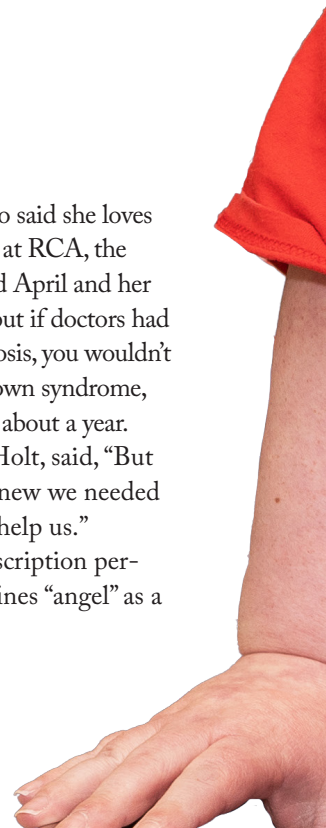 o said she loves
at RCA, the
d April and her
out if doctors had
osis, you wouldn’t
own syndrome,
about a year.
Holt, said, “But
new we needed
help us.”
scription per-
ines “angel” as a